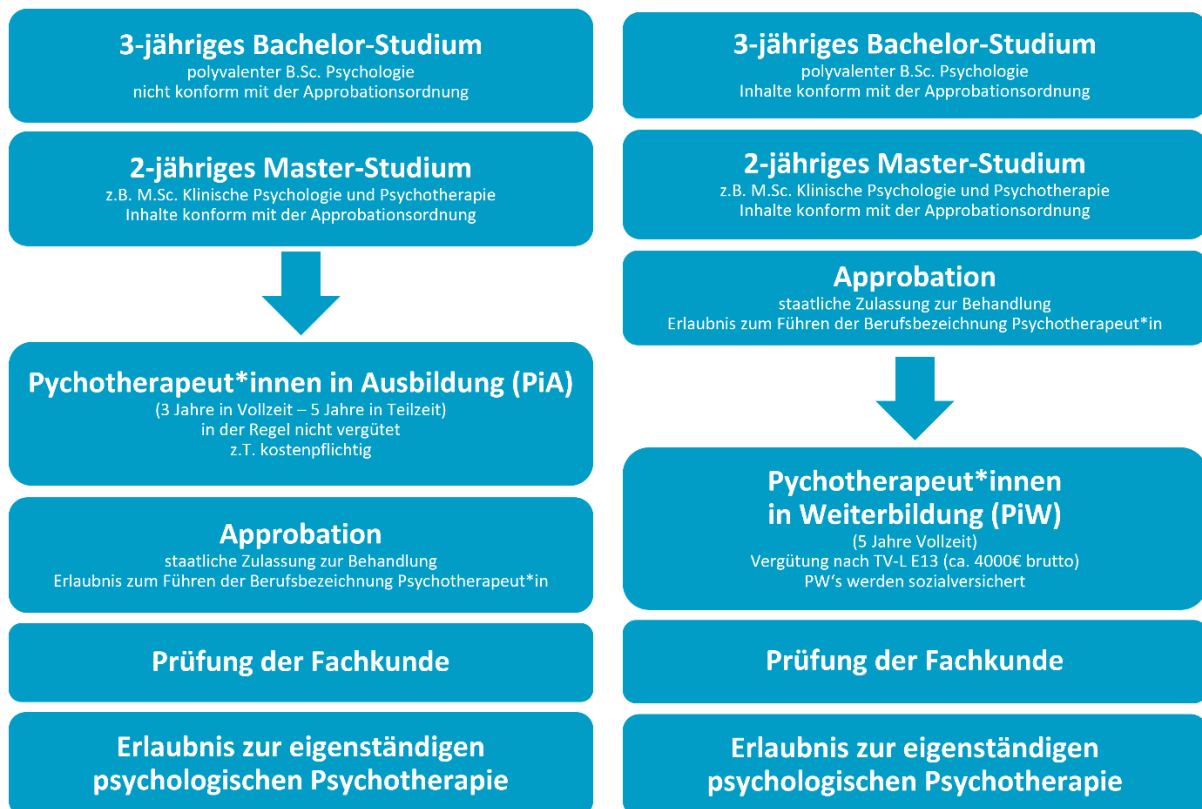 3-jähriges Bachelor-Studium
polyvalenter B.Sc. Psychologie
nicht konform mit der Approbationsordnung
2-jähriges Master-Studium
z.B. M.Sc. Klinische Psychologie und Psychotherapie
Inhalte konform mit der Approbationsordnung
Pychotherapeut*innen in Ausbildung (PiA)
(3 Jahre in Vollzeit – 5 Jahre in Teilzeit)
in der Regel nicht vergütet
z.T. kostenpflichtig
Approbation
staatliche Zulassung zur Behandlung
Erlaubnis zum Führen der Berufsbezeichnung Psychotherapeut*in
Prüfung der Fachkunde
Erlaubnis zur eigenständigen
psychologischen Psychotherapie
3-jähriges Bachelor-Studium
polyvalenter B.Sc. Psychologie
Inhalte konform mit der Approbationsordnung
2-jähriges Master-Studium
z.B. M.Sc. Klinische Psychologie und Psychotherapie
Inhalte konform mit der Approbationsordnung
Approbation
staatliche Zulassung zur Behandlung
Erlaubnis zum Führen der Berufsbezeichnung Psychotherapeut*in
Pychotherapeut*innen
in Weiterbildung (PiW)
(5 Jahre Vollzeit)
Vergütung nach TV-L E13 (ca. 4000€ brutto)
PW‘s werden sozialversichert
Prüfung der Fachkunde
Erlaubnis zur eigenständigen
psychologischen Psychotherapie